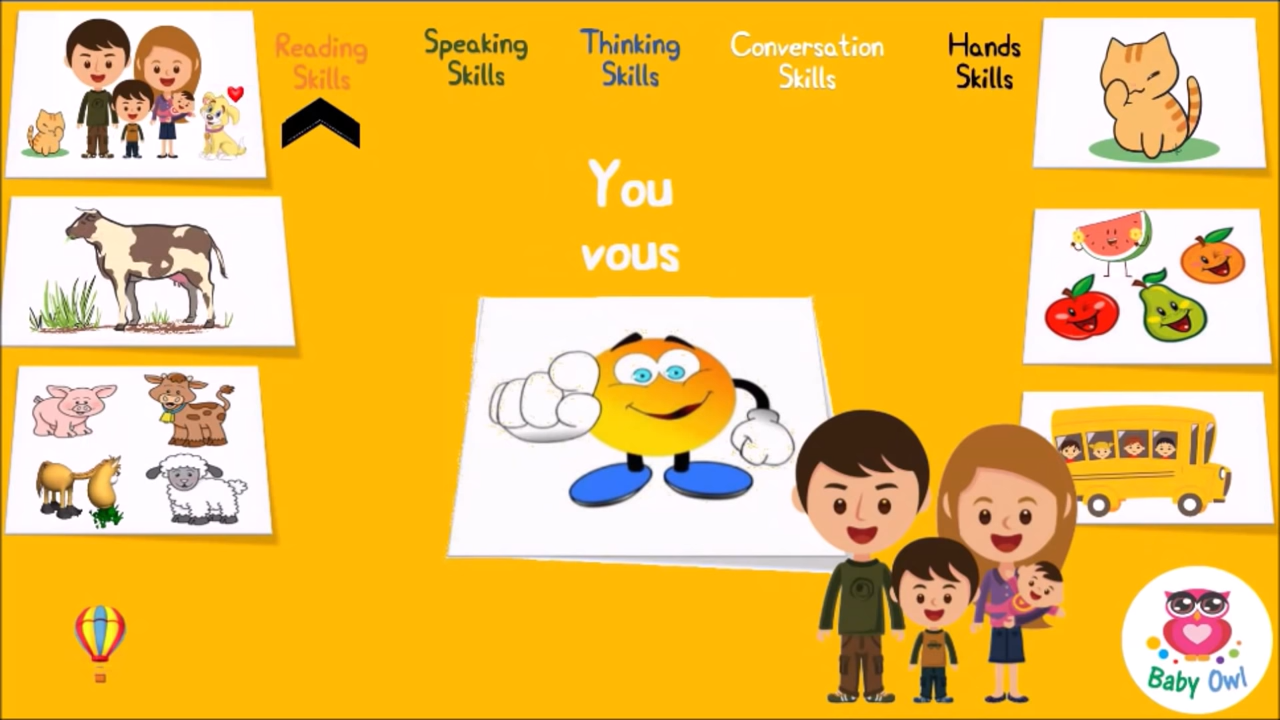 Reading
Skills
Speaking
Skills
Thinking
Skills
Conversation
Skills
Hands
Skills
You
vous
Baby Owl